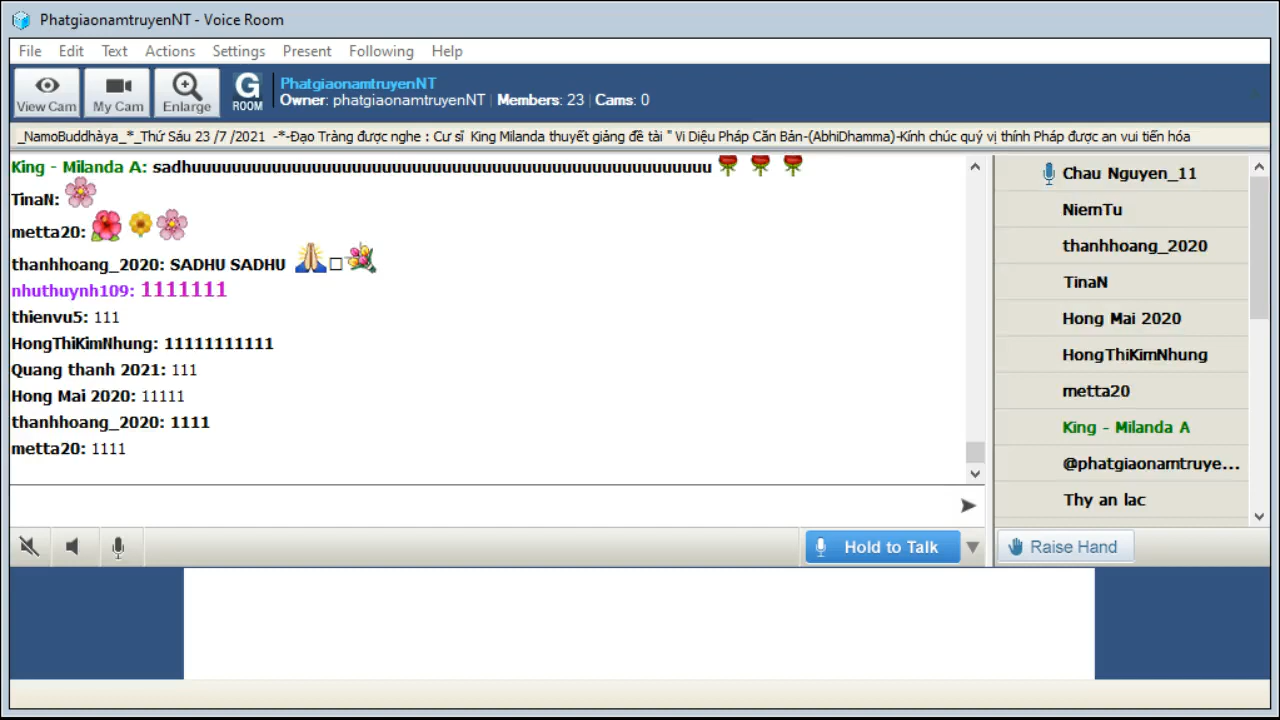 PhatgiaonamtruyenNT - Voice Room
File Edit Text Actions Settings Present Following Help
View Cam My Cam Enlarge G ROOM PhatgiaonamtruyenNT
Owner: phatgiaonamtruyenNT | Members: 23 | Cams: 0
_NamoBuddhàya_*_Thứ Sáu 23 /7 /2021 -*-Đạo Tràng được nghe : Cư sĩ King Milanda thuyết giảng đề tài " Vi Diệu Pháp Căn Bản-(AbhiDhamma)-Kính chúc quý vị thính Pháp được an vui tiến hóa
King - Milanda A: sadhuuuuuuuuuuuuuuuuuuuuuuuuuuuuuuuuuuuuuuuuuuuuuuuuuuuu
TinaN:
metta20:
thanhhoang_2020: SADHU SADHU
nhuthuynh109: 1111111
thienvu5: 111
HongThiKimNhung: 11111111111
Quang thanh 2021: 111
Hong Mai 2020: 11111
thanhhoang_2020: 1111
metta20: 1111
Chau Nguyen_11
NiemTu
thanhhoang_2020
TinaN
Hong Mai 2020
HongThiKimNhung
metta20
King - Milanda A
@phatgiaonamtruye...
Thy an lac
Hold to Talk
Raise Hand